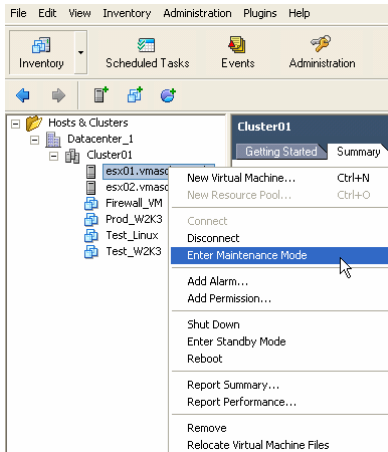 File Edit View Inventory Administration Plugins Help
Inventory Scheduled Tasks Events Administration
Hosts & Clusters
Datacenter_1
Cluster01
esx01.vmasc
esx02.vmasc
Firewall_VM
Prod_W2K3
Test_Linux
Test_W2K3
Cluster01
Getting Started Summary
New Virtual Machine... Ctrl+N
New Resource Pool... Ctrl+O
Connect
Disconnect
Enter Maintenance Mode
Add Alarm...
Add Permission...
Shut Down
Enter Standby Mode
Reboot
Report Summary...
Report Performance...
Remove
Relocate Virtual Machine Files